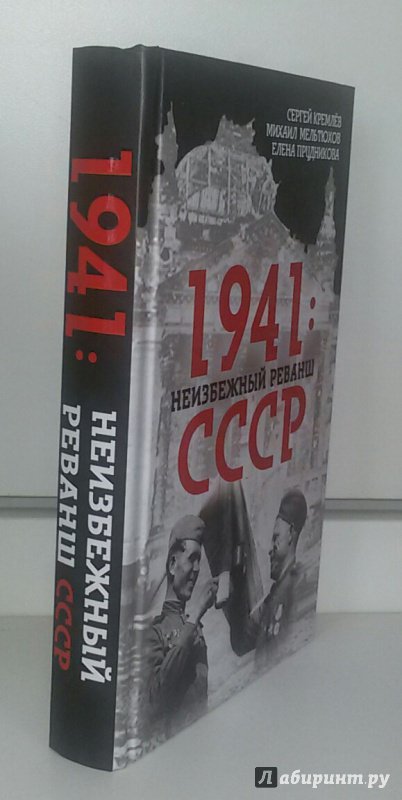 1941:
НЕИЗБЕЖНЫЙ
РЕВАНШ СССР
СЕРГЕЙ КРЕМЛЁВ
МИХАИЛ МЕЛЬТЮХОВ
ЕЛЕНА ПРУДНИКОВА
1941:
НЕИЗБЕЖНЫЙ РЕВАНШ
СССР
Лабиринт.ру